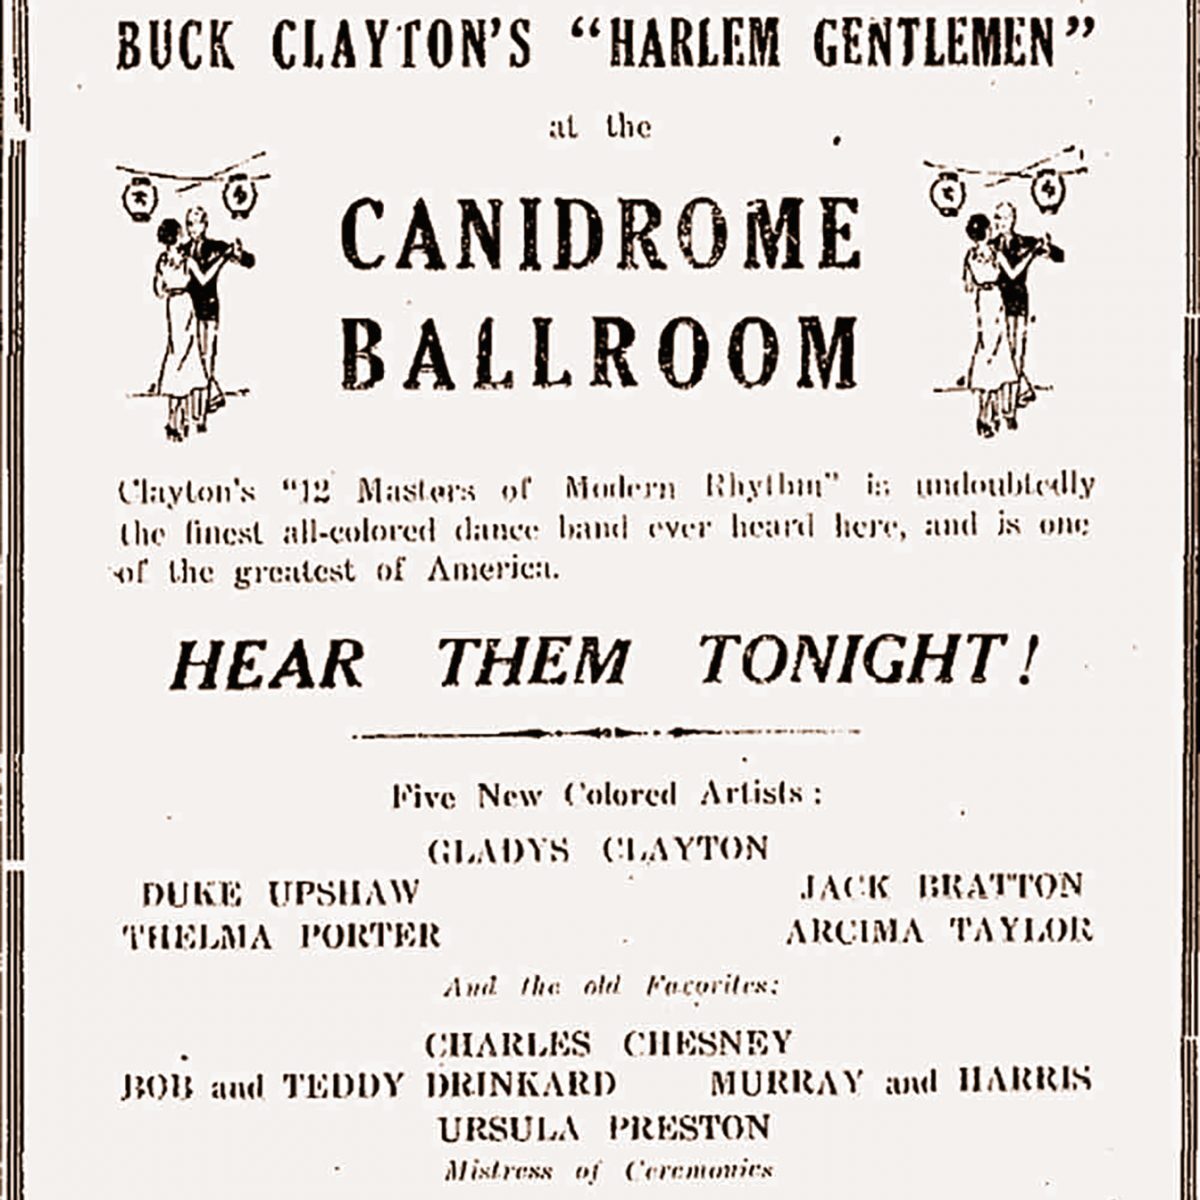 BUCK CLAYTON'S “HARLEM GENTLEMEN”
at the
CANIDROME
BALLROOM
Clayton's “12 Masters of Modern Rhythm” is undoubtedly
the finest all-colored dance band ever heard here, and is one
of the greatest of America.
HEAR THEM TONIGHT!
Five New Colored Artists:
GLADYS CLAYTON
DUKE UPSHAW JACK BRATTON
THELMA PORTER ARCIMA TAYLOR
And the old Favorites:
CHARLES CHESNEY
BOB and TEDDY DRINKARD MURRAY and HARRIS
URSULA PRESTON
Mistress of Ceremonies